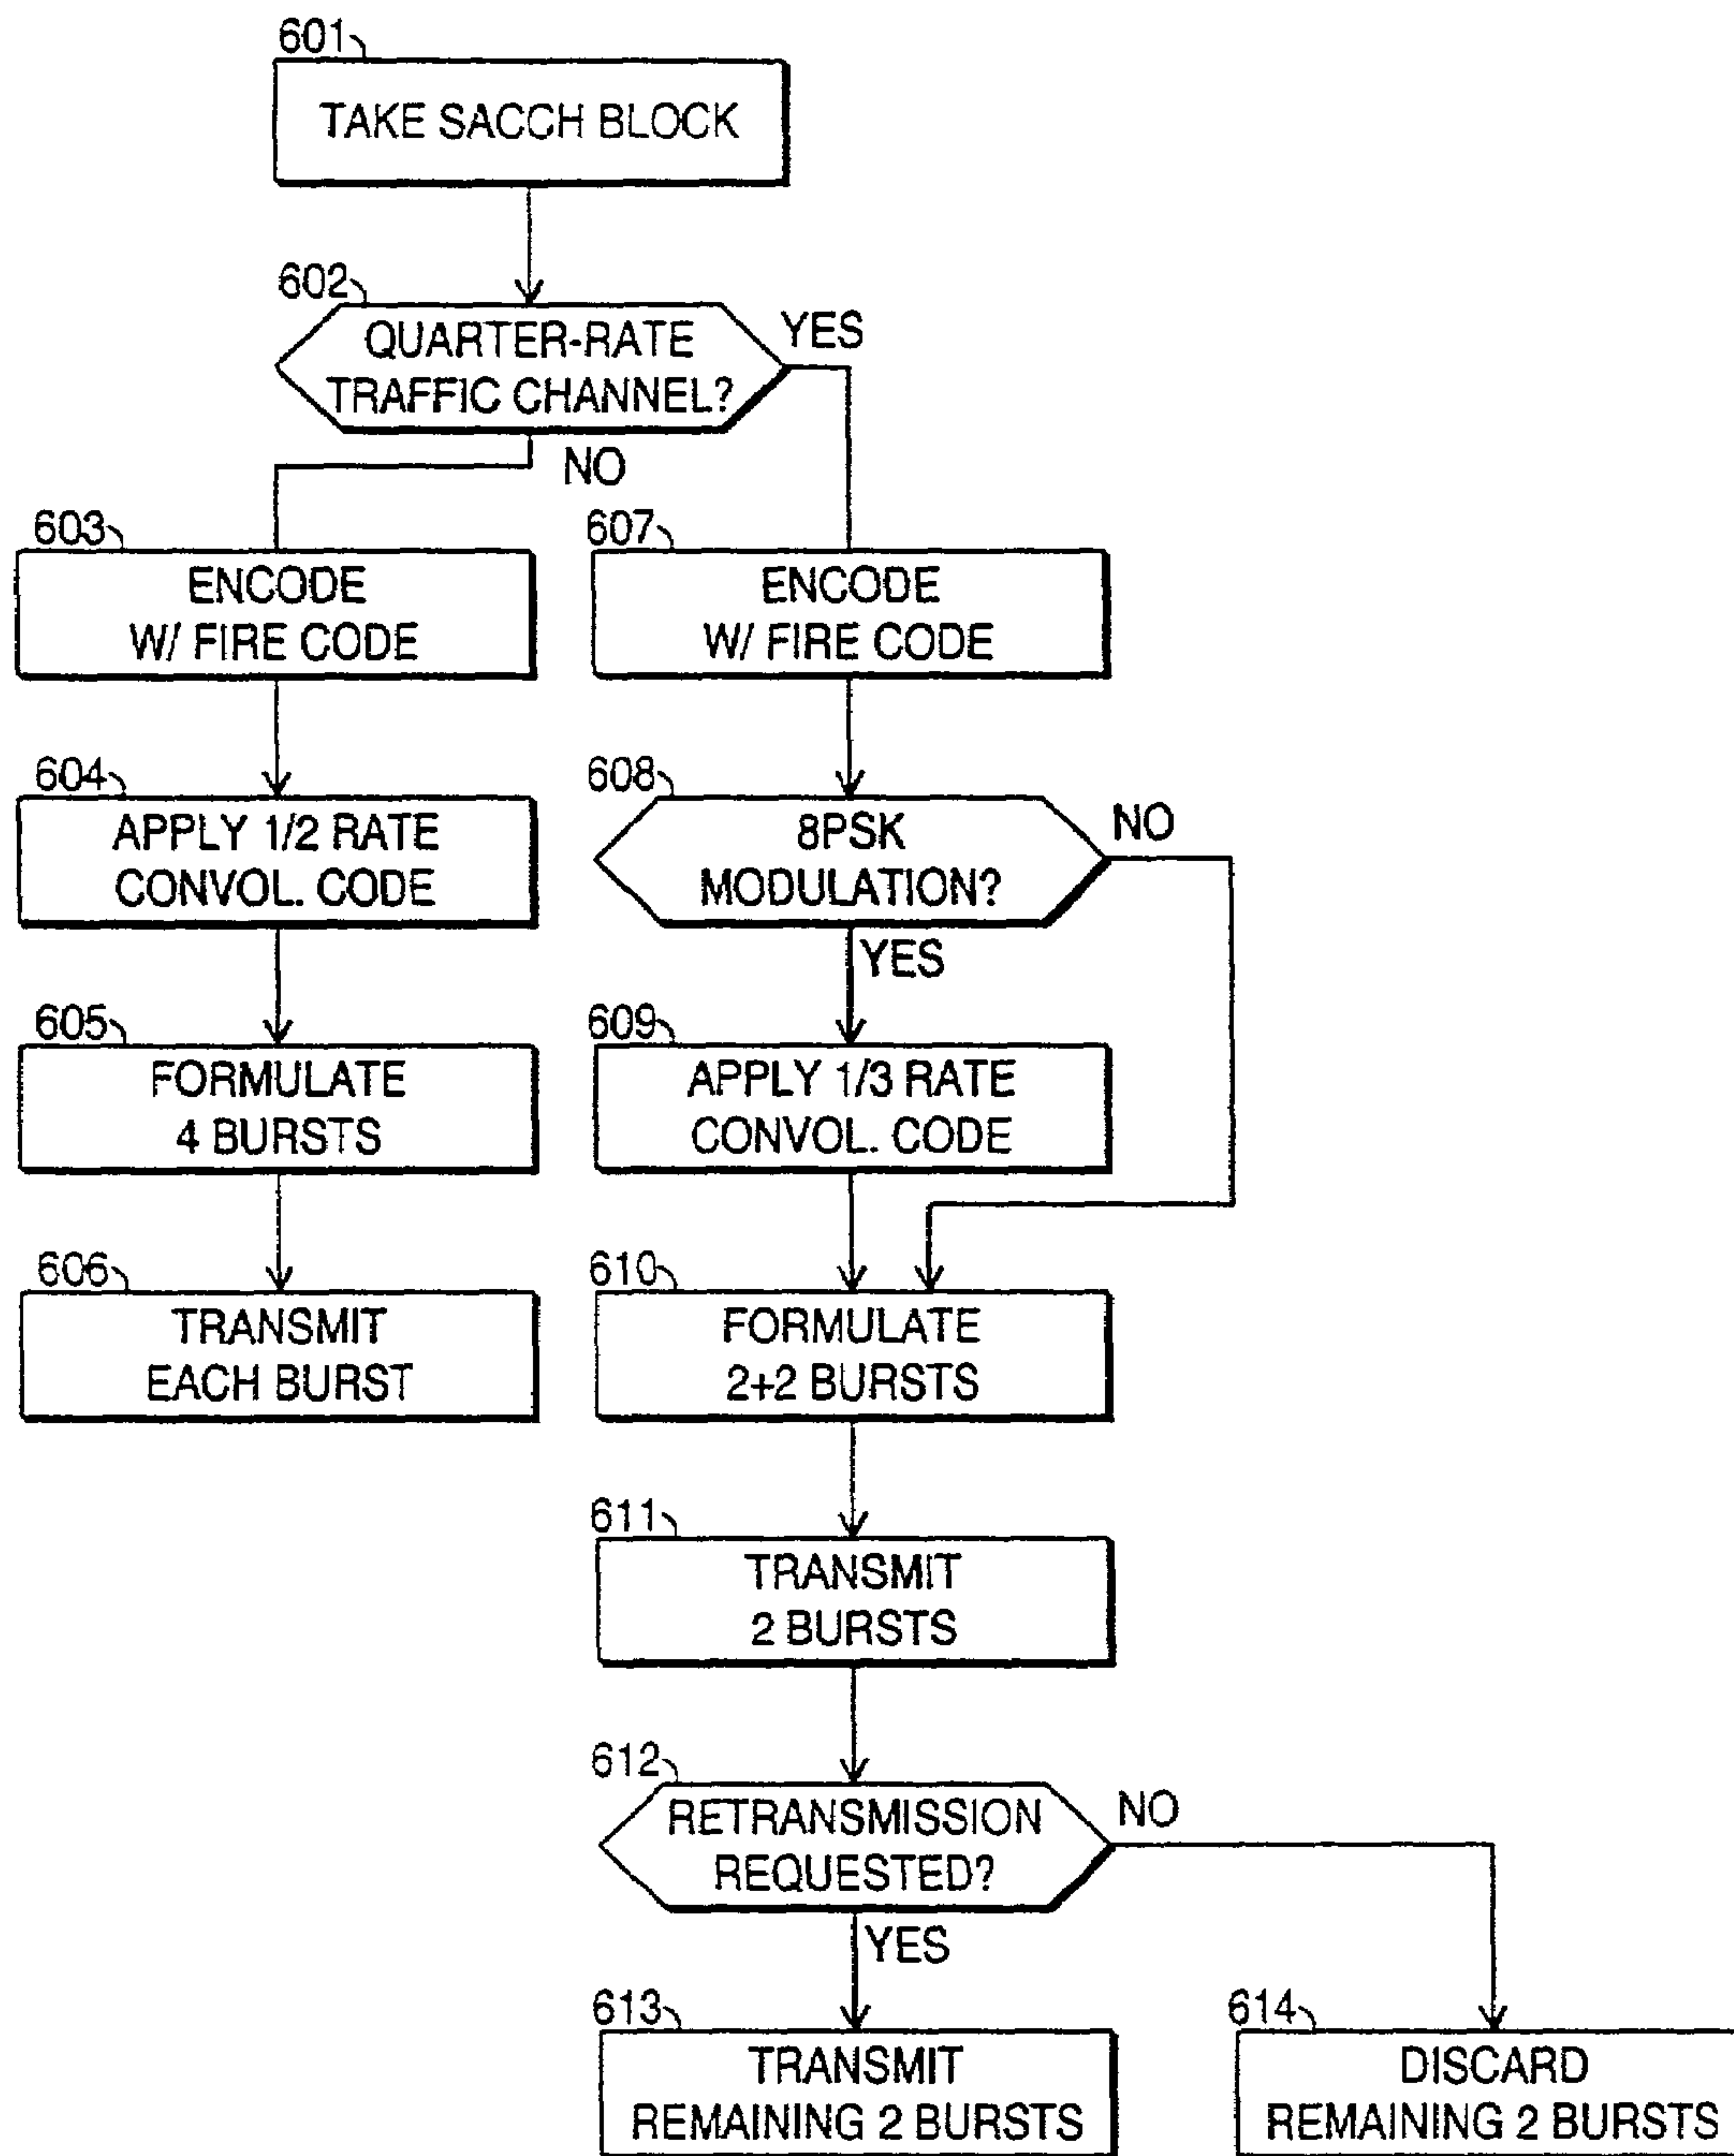 601
TAKE SACCH BLOCK
602
QUARTER-RATE
TRAFFIC CHANNEL?
YES
NO
603
ENCODE
W/ FIRE CODE
607
ENCODE
W/ FIRE CODE
604
APPLY 1/2 RATE
CONVOL. CODE
608
8PSK
MODULATION?
NO
YES
605
FORMULATE
4 BURSTS
609
APPLY 1/3 RATE
CONVOL. CODE
606
TRANSMIT
EACH BURST
610
FORMULATE
2+2 BURSTS
611
TRANSMIT
2 BURSTS
612
RETRANSMISSION
REQUESTED?
NO
YES
613
TRANSMIT
REMAINING 2 BURSTS
614
DISCARD
REMAINING 2 BURSTS